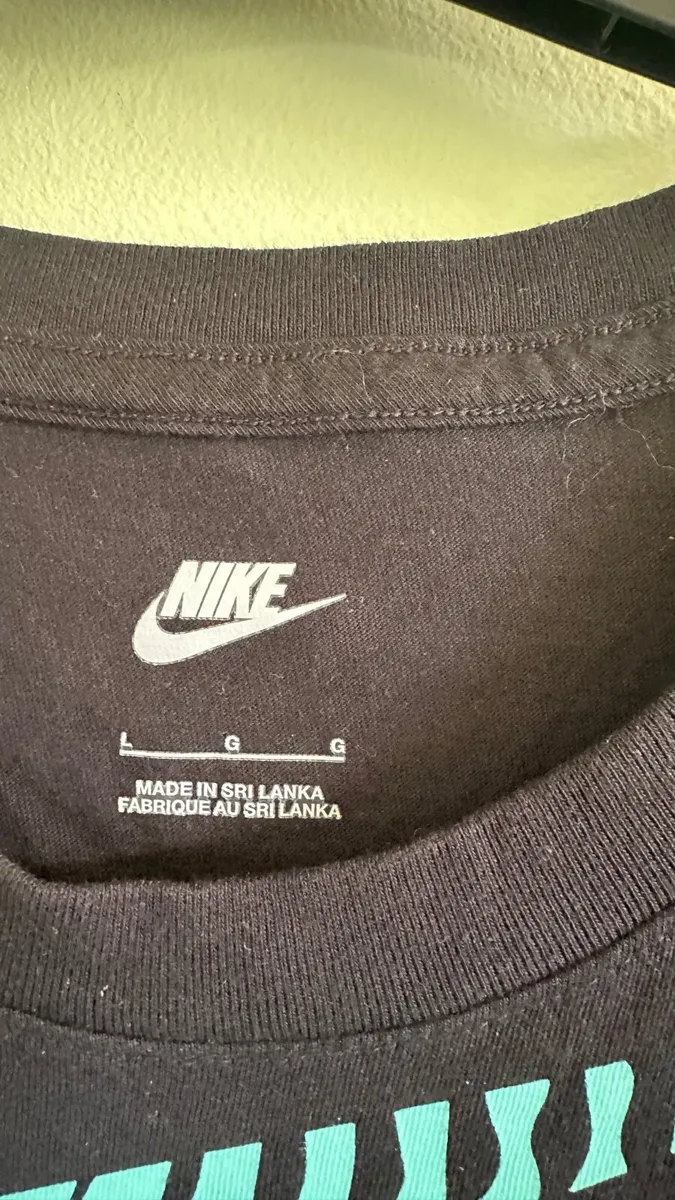 NIKE
L G G
MADE IN SRI LANKA
FABRIQUE AU SRI LANKA